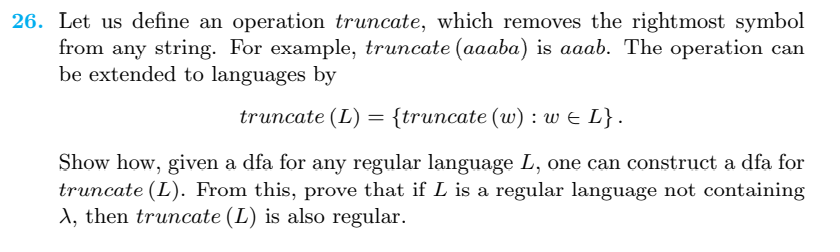 26. Let us define an operation truncate, which removes the rightmost symbol
from any string. For example, truncate (aaaba) is aaab. The operation can
be extended to languages by
truncate (L) = {truncate (w) : w ∈ L} .
Show how, given a dfa for any regular language L, one can construct a dfa for
truncate (L). From this, prove that if L is a regular language not containing
λ, then truncate (L) is also regular.